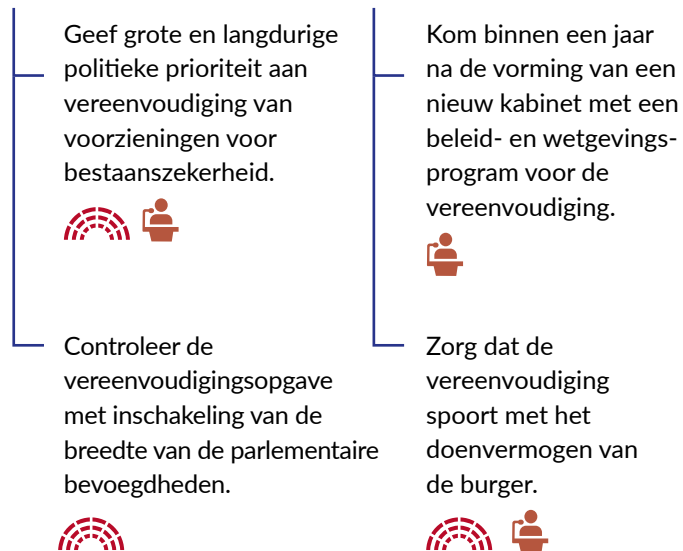 Geef grote en langdurige
politieke prioriteit aan
vereenvoudiging van
voorzieningen voor
bestaanszekerheid.
Controleer de
vereenvoudigingsopgave
met inschakeling van de
breedte van de parlementaire
bevoegdheden.
Kom binnen een jaar
na de vorming van een
nieuw kabinet met een
beleid- en wetgevings-
program voor de
vereenvoudiging.
Zorg dat de
vereenvoudiging
spoort met het
doenvermogen van
de burger.